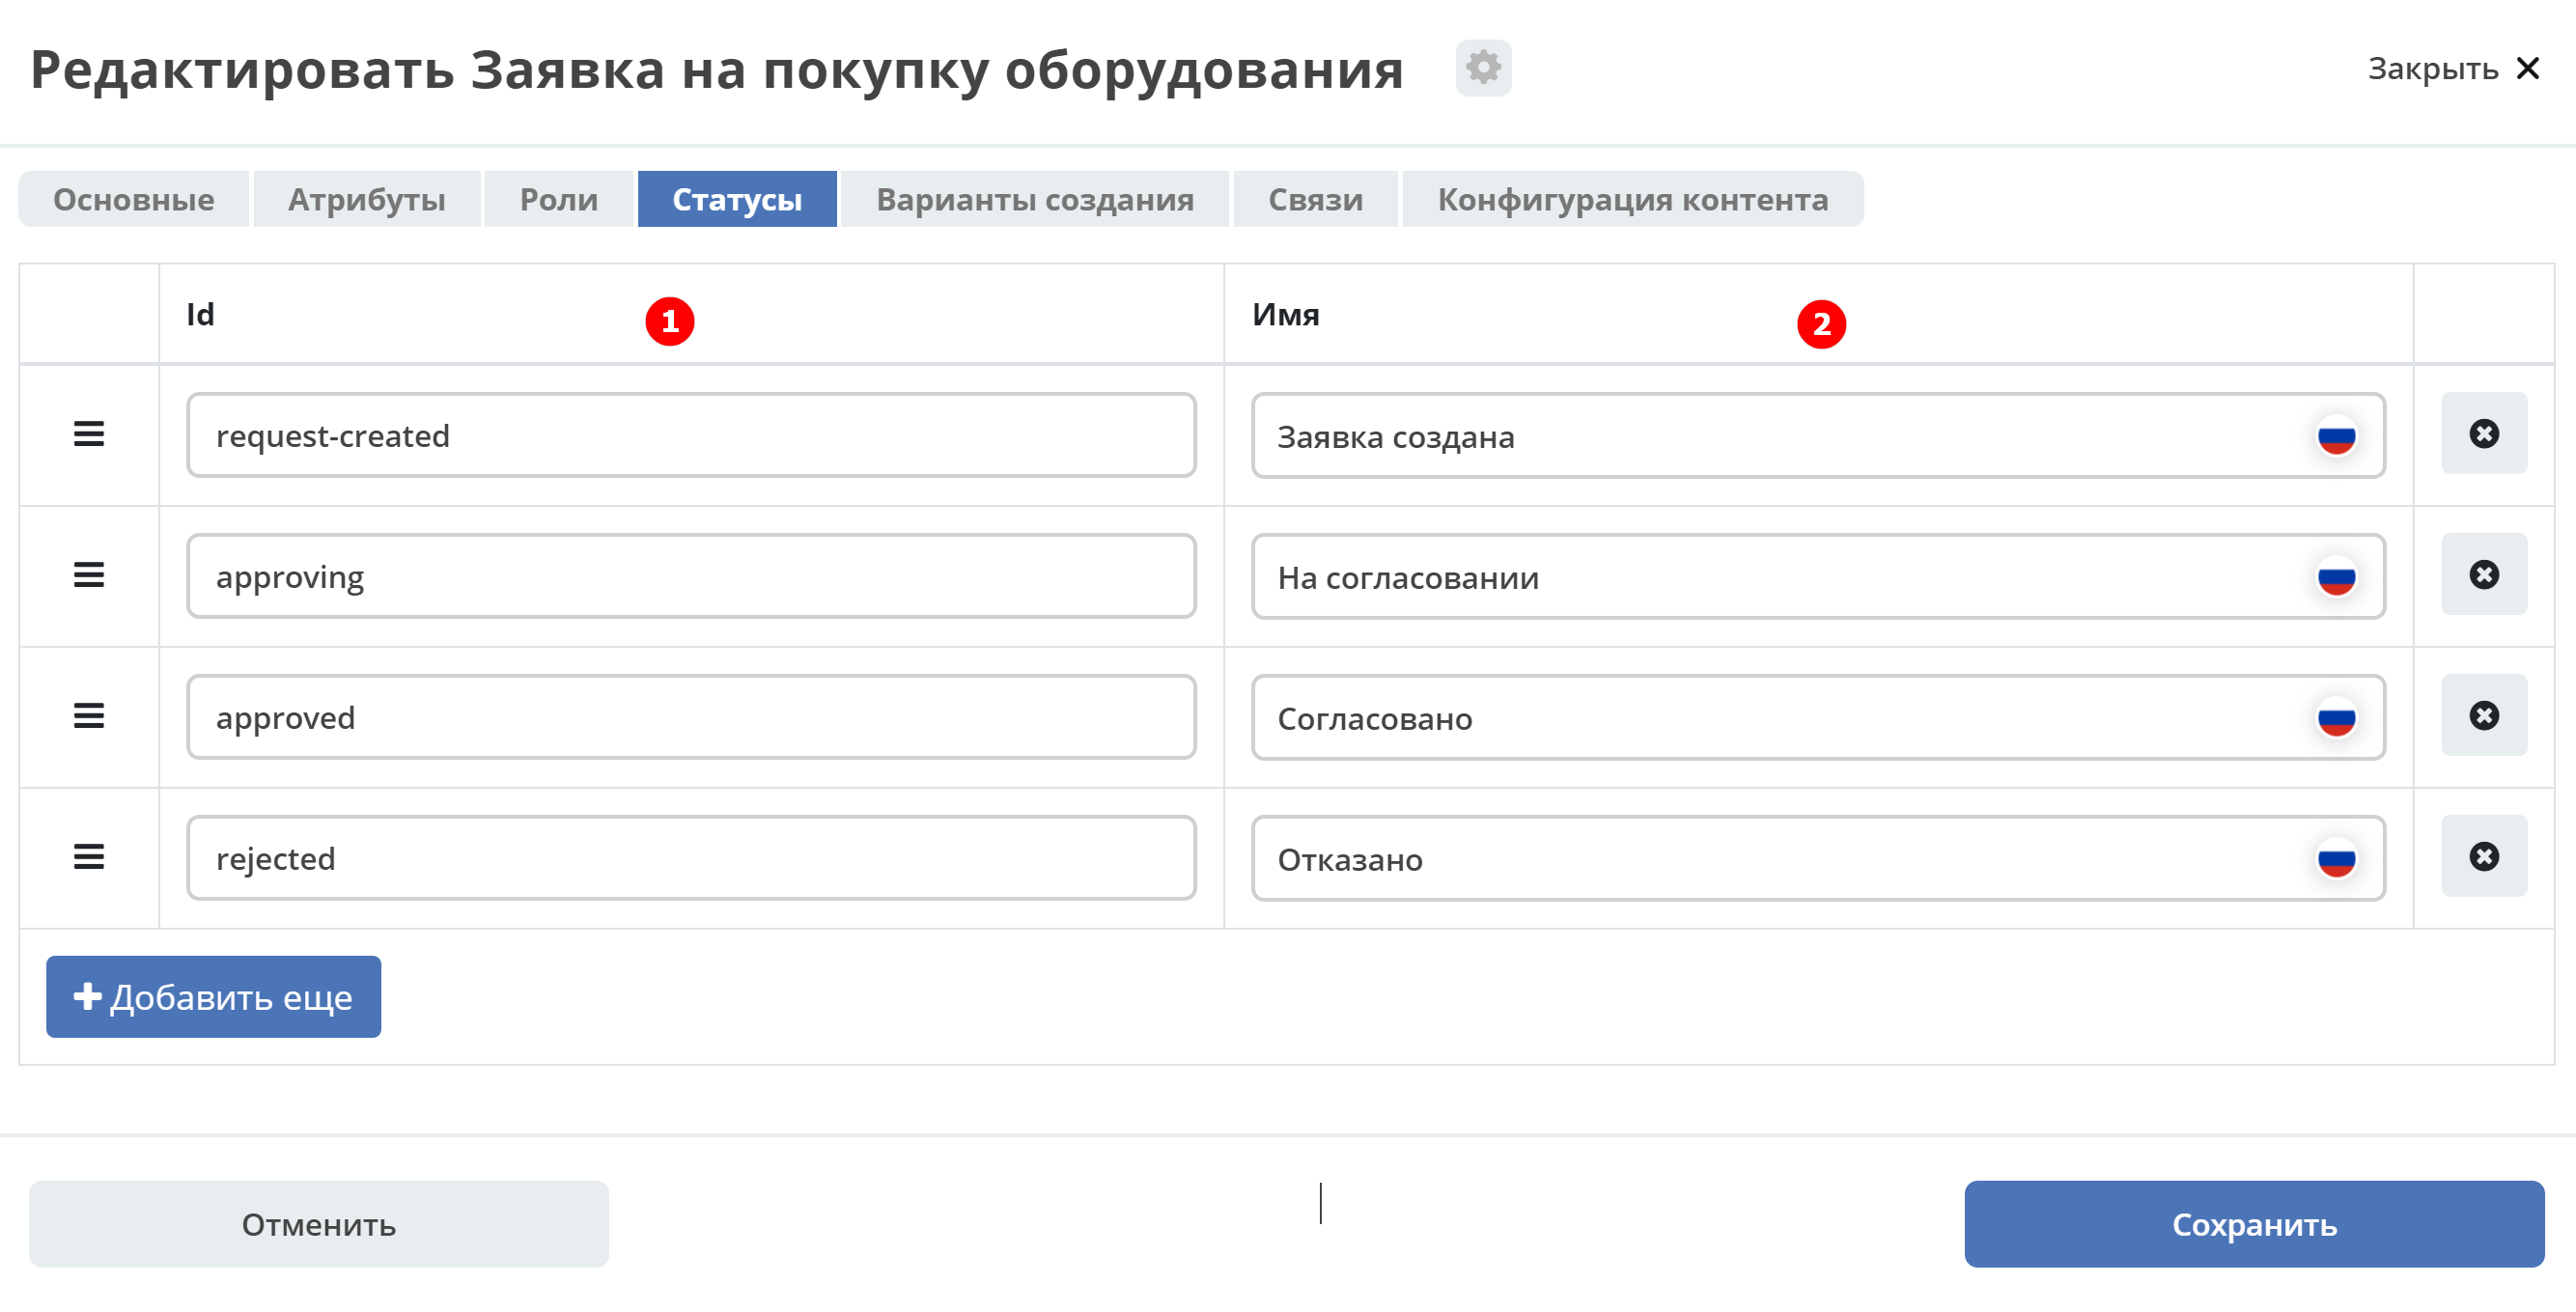 Редактировать Заявка на покупку оборудования
Закрыть
Основные Атрибуты Роли Статусы Варианты создания Связи Конфигурация контента
Id 1 Имя 2
request-created Заявка создана
approving На согласовании
approved Согласовано
rejected Отказано
Добавить еще
Отменить Сохранить